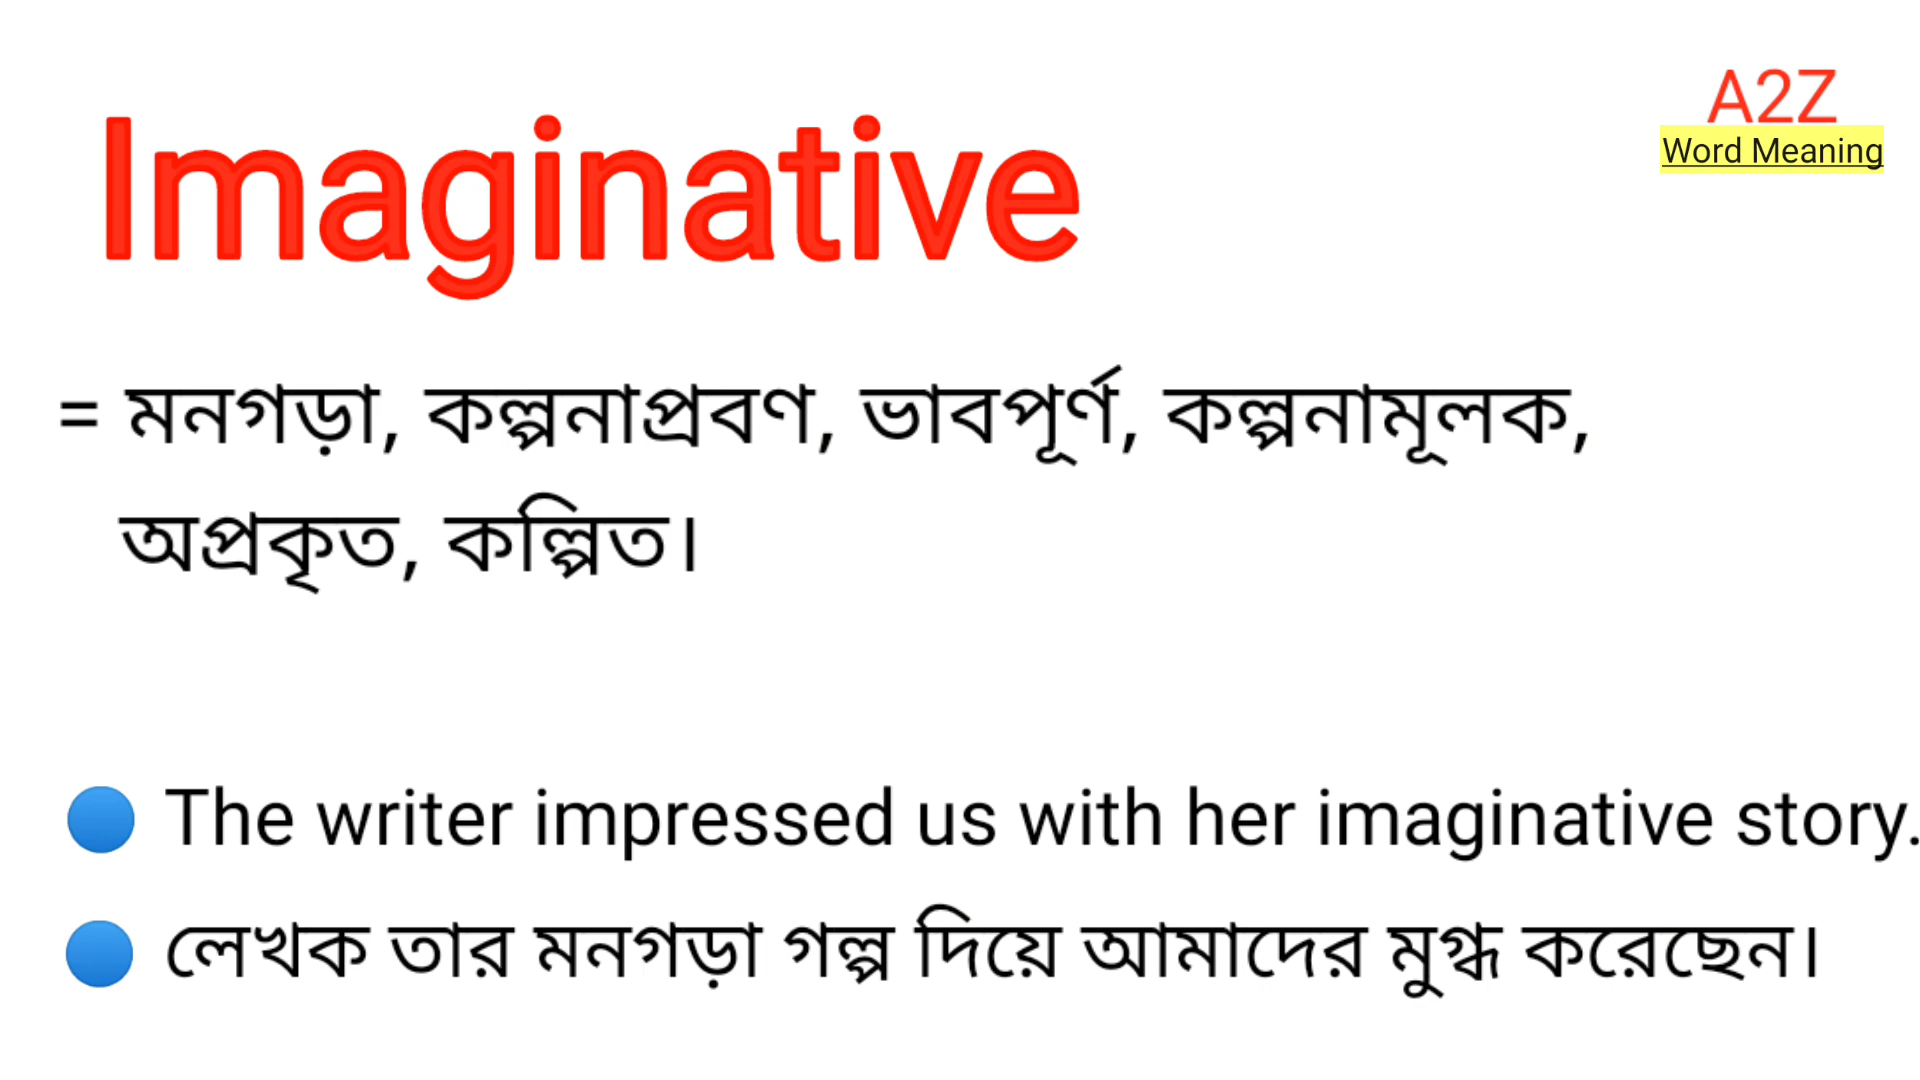 A2Z
Word Meaning
Imaginative
= মনগড়া, কল্পনাপ্রবণ, ভাবপূর্ণ, কল্পনামূলক,
অপ্রকৃত, কল্পিত।
The writer impressed us with her imaginative story.
লেখক তার মনগড়া গল্প দিয়ে আমাদের মুগ্ধ করেছেন।